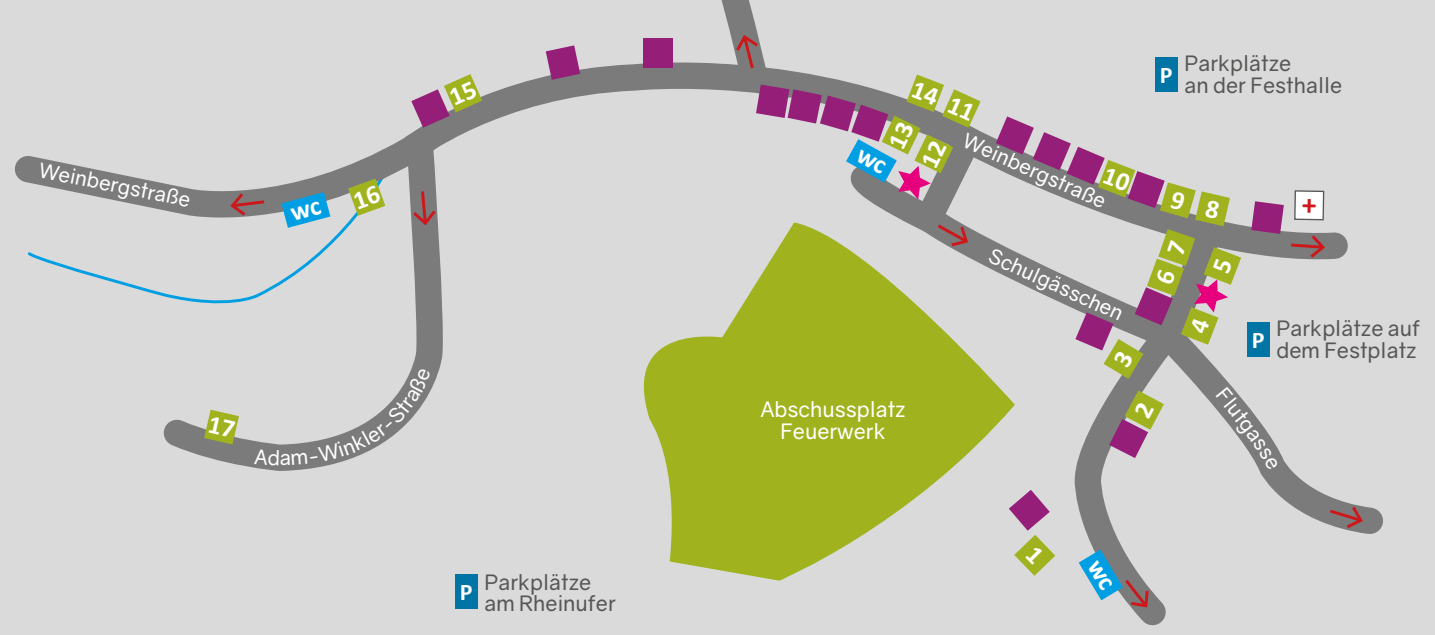 P Parkplätze
an der Festhalle
15
14
11
13
12
wc
Weinbergstraße
10
9
8
+
Weinbergstraße
wc
16
7
6
5
4
Schulgässchen
P Parkplätze auf
dem Festplatz
3
2
Flutgasse
Abschussplatz
Feuerwerk
17
Adam-Winkler-Straße
1
wc
P Parkplätze
am Rheinufer